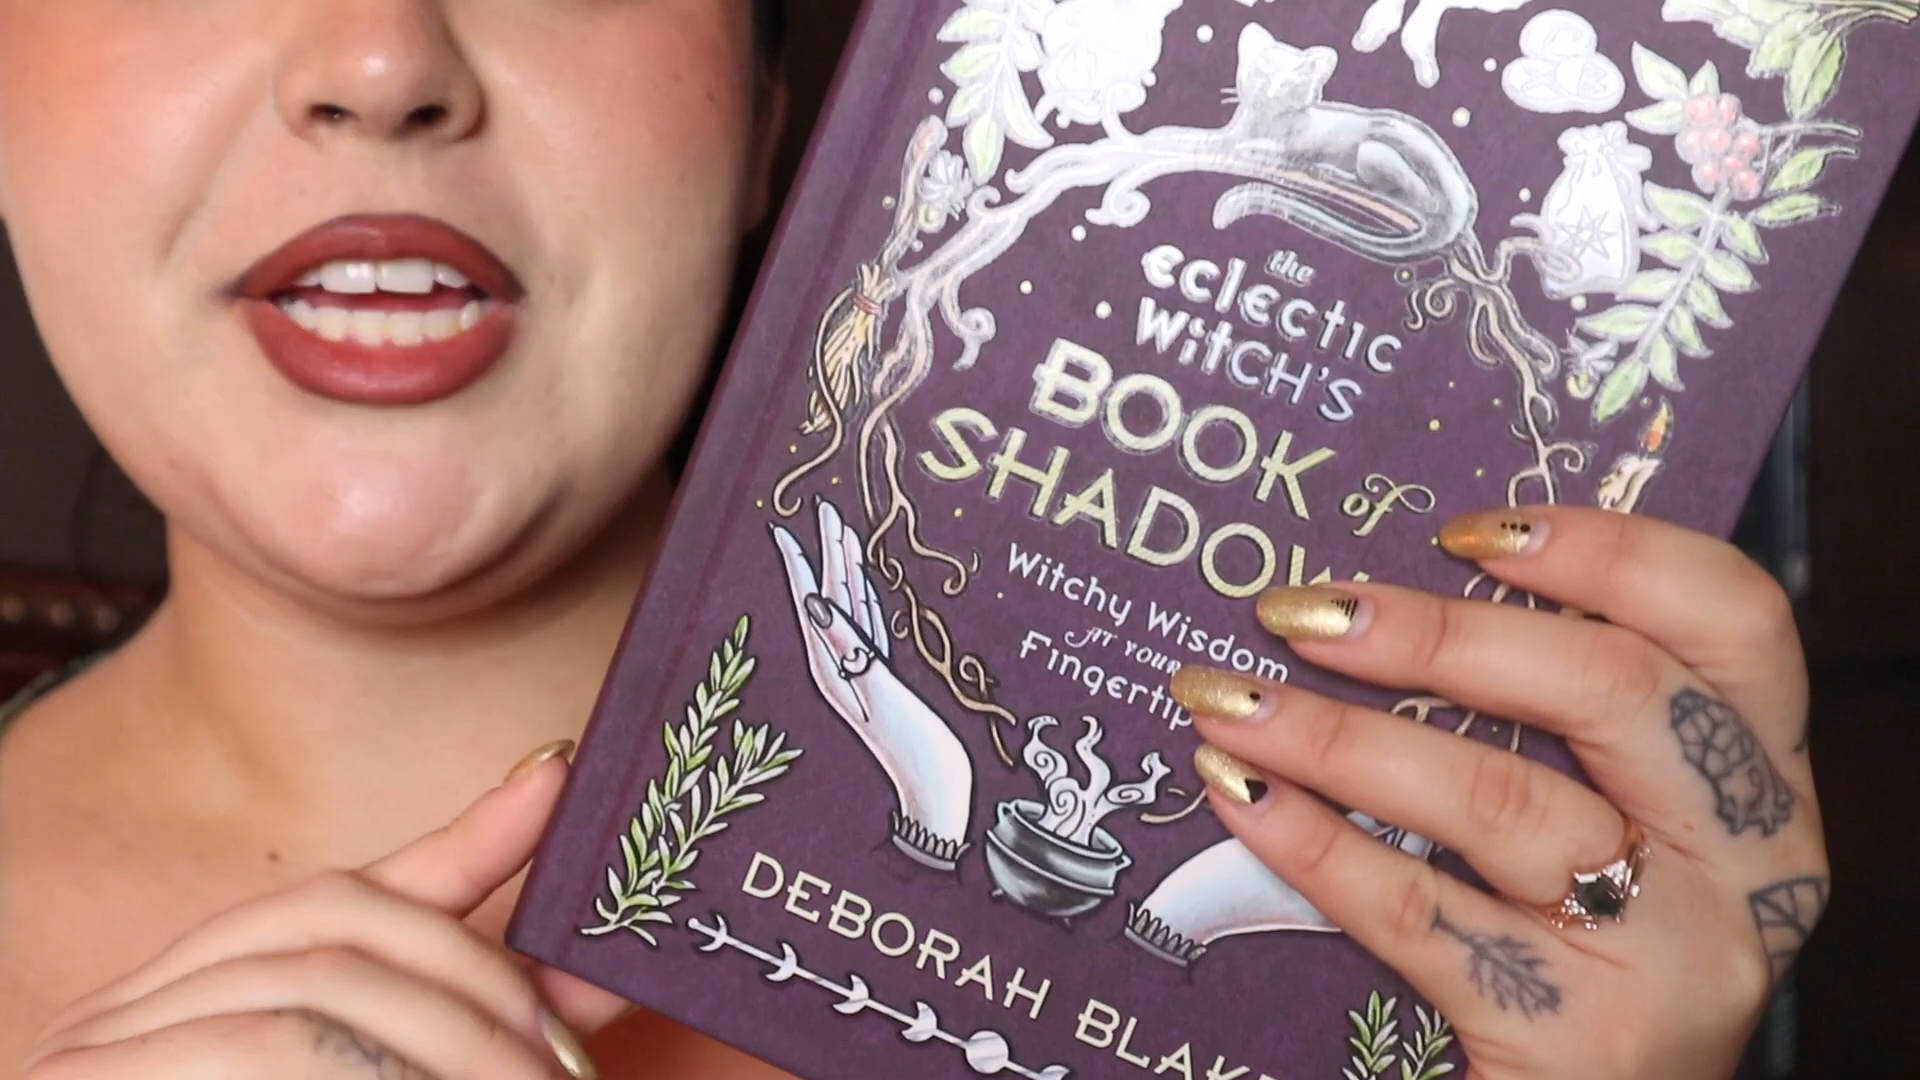 the
eclectic
witch's
BOOK of
SHADOW
Witchy Wisdom
AT YOUR
Fingertip
DEBORAH BLAK